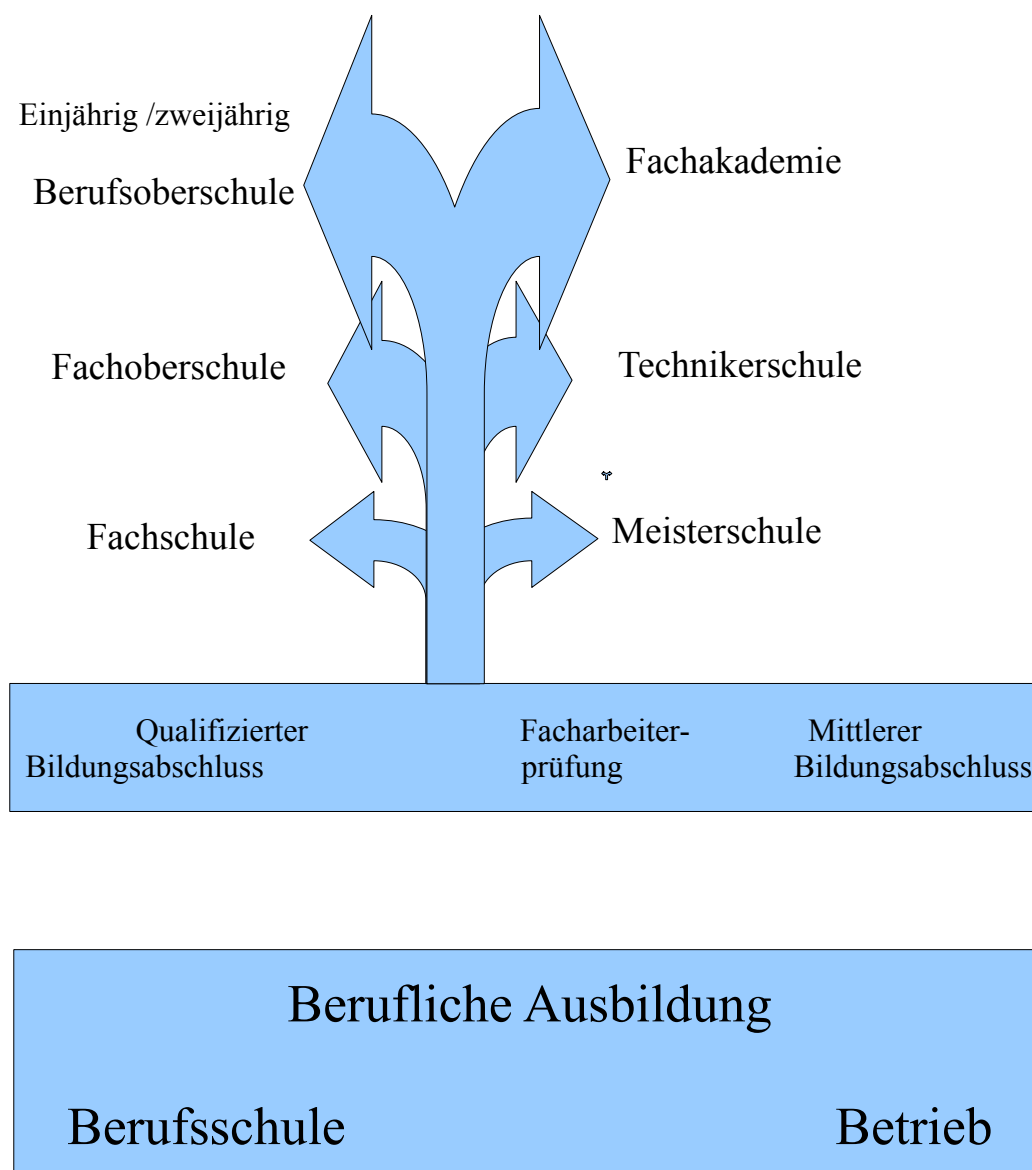 Einjährig /zweijährig
Berufsoberschule
Fachakademie
Fachoberschule
Technikerschule
Fachschule
Meisterschule
Qualifizierter Facharbeiter- Mittlerer
Bildungsabschluss prüfung Bildungsabschluss
Berufliche Ausbildung
Berufsschule Betrieb